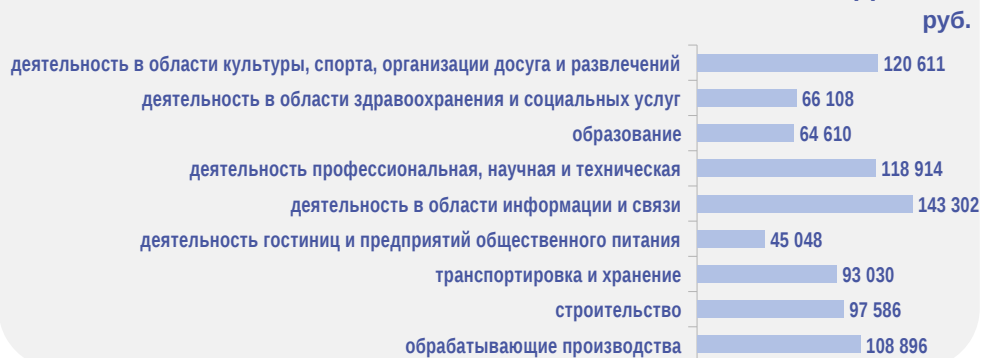 руб.
деятельность в области культуры, спорта, организации досуга и развлечений 120 611
деятельность в области здравоохранения и социальных услуг 66 108
образование 64 610
деятельность профессиональная, научная и техническая 118 914
деятельность в области информации и связи 143 302
деятельность гостиниц и предприятий общественного питания 45 048
транспортировка и хранение 93 030
строительство 97 586
обрабатывающие производства 108 896